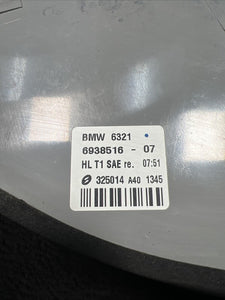 BMW 6321
6938516 - 07
HL T1 SAE re. 07:51
325014 A40 1345